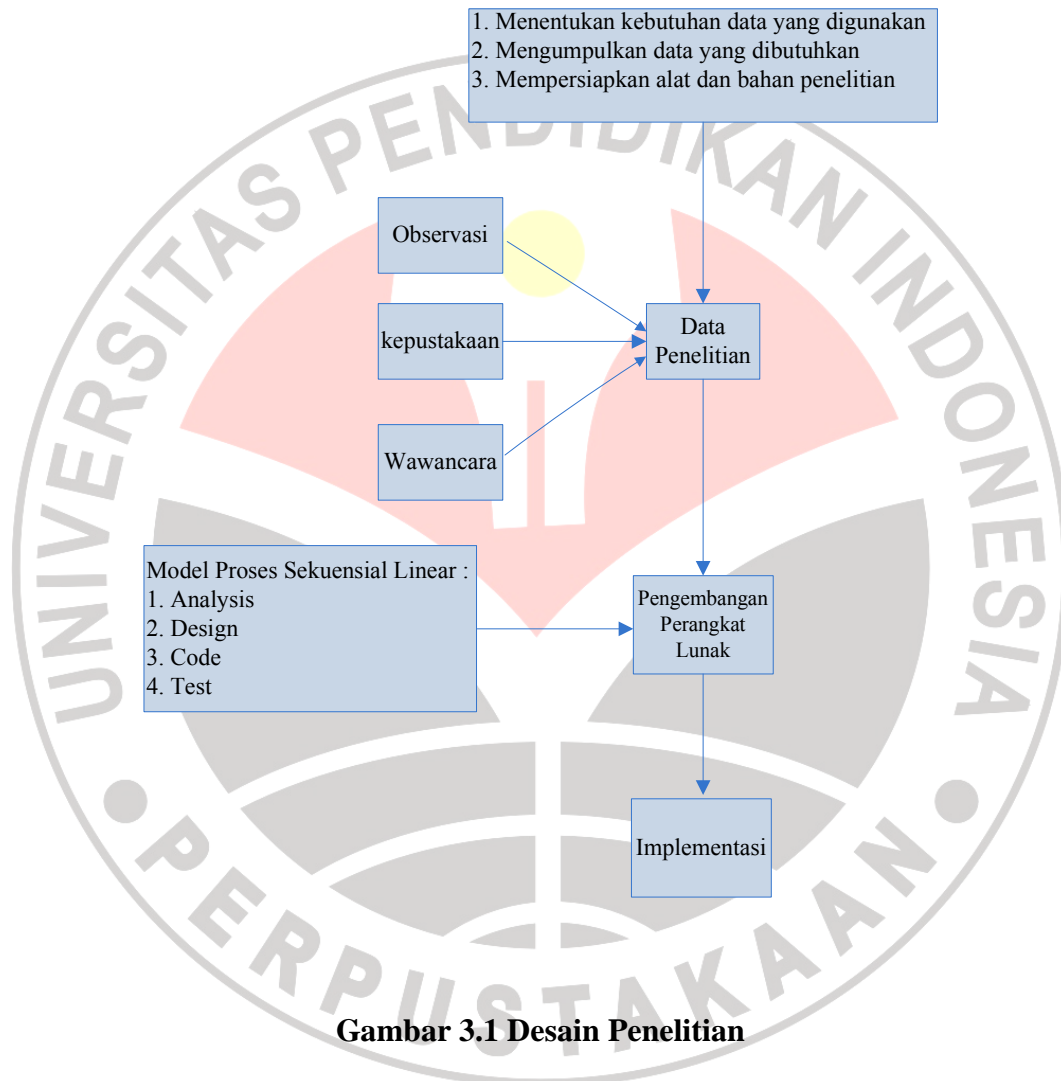 1. Menentukan kebutuhan data yang digunakan
2. Mengumpulkan data yang dibutuhkan
3. Mempersiapkan alat dan bahan penelitian
UNIVERSITAS PENDIDIKAN INDONESIA
Observasi
kepustakaan
Data
Penelitian
Wawancara
Model Proses Sekuensial Linear :
1. Analysis
2. Design
3. Code
4. Test
Pengembangan
Perangkat
Lunak
Implementasi
PERPUSTAKAAN
Gambar 3.1 Desain Penelitian